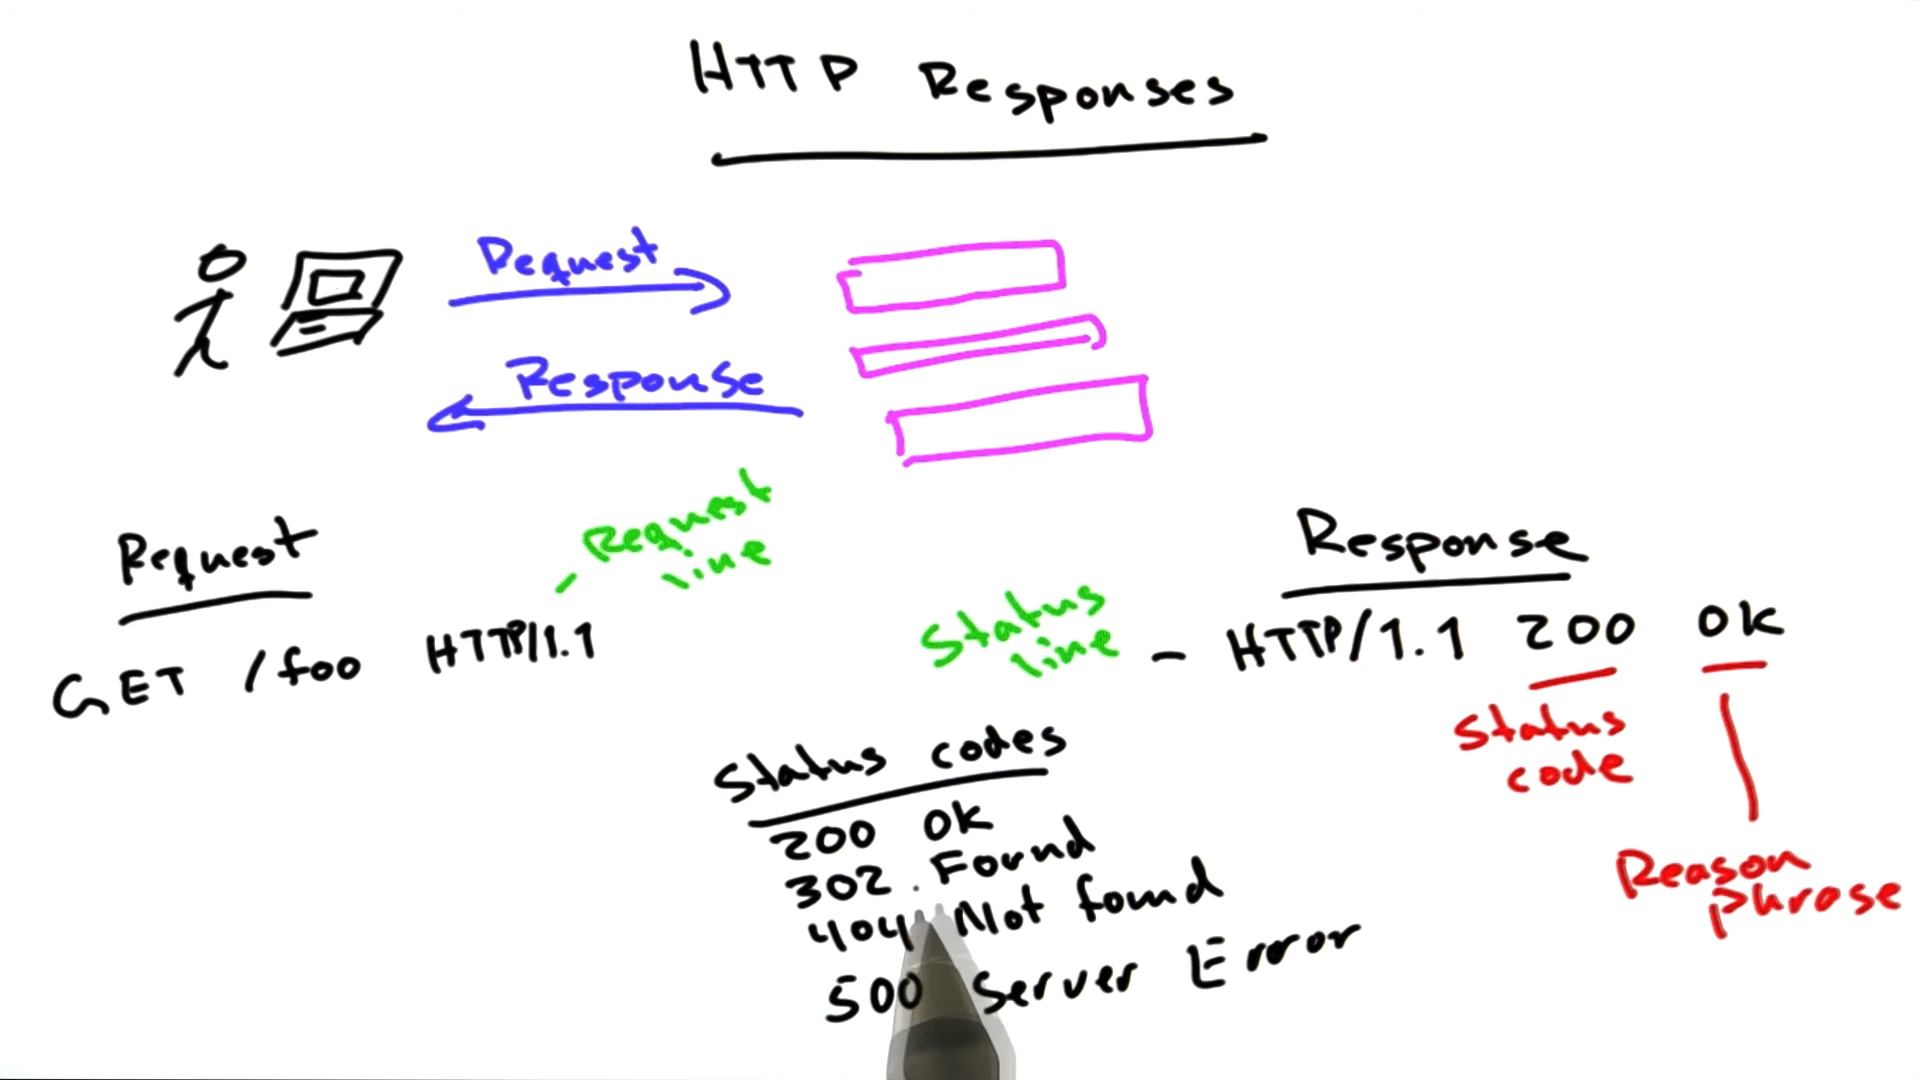 HTTP Responses
Request
Response
Request
line
Request
GET /foo HTTP/1.1
Response
Status
line
- HTTP/1.1 200 OK
Status
code
Reason
Phrase
Status codes
200 OK
302 Found
404 Not found
500 Server Error